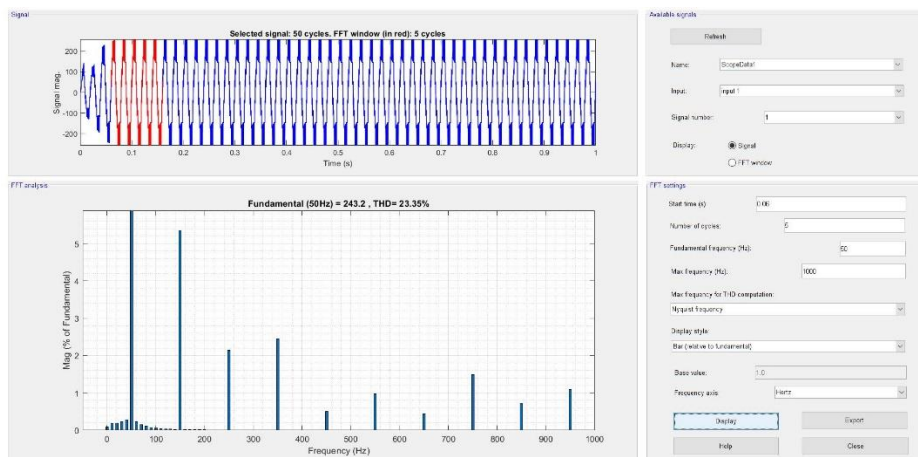 Signal
Selected signal: 50 cycles. FFT window (in red): 5 cycles
Signal mag.
200
100
0
-100
-200
0 0.1 0.2 0.3 0.4 0.5 0.6 0.7 0.8 0.9 1
Time (s)
FFT analysis
Fundamental (50Hz) = 243.2 , THD= 23.35%
Mag (% of Fundamental)
5
4
3
2
1
0
0 100 200 300 400 500 600 700 800 900 1000
Frequency (Hz)
Available signals
Refresh
Name: ScopeData1
Input: input 1
Signal number: 1
Display: Signal
FFT window
FFT settings
Start time (s): 0.06
Number of cycles: 5
Fundamental frequency (Hz): 50
Max frequency (Hz): 1000
Max frequency for THD computation:
Nyquist frequency
Display style:
Bar (relative to fundamental)
Base value: 1.0
Frequency axis: Hertz
Display Export
Help Close